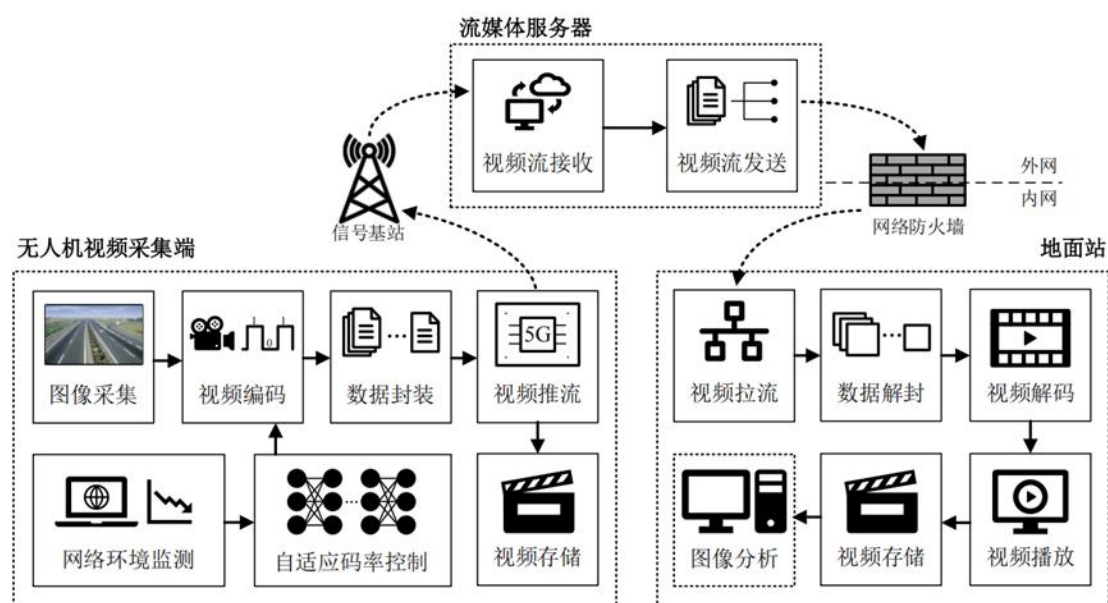 流媒体服务器
视频流接收
视频流发送
外网
内网
网络防火墙
信号基站
无人机视频采集端
地面站
1 1
0
5G
图像采集
视频编码
数据封装
视频推流
视频拉流
数据解封
视频解码
网络环境监测
自适应码率控制
视频存储
图像分析
视频存储
视频播放